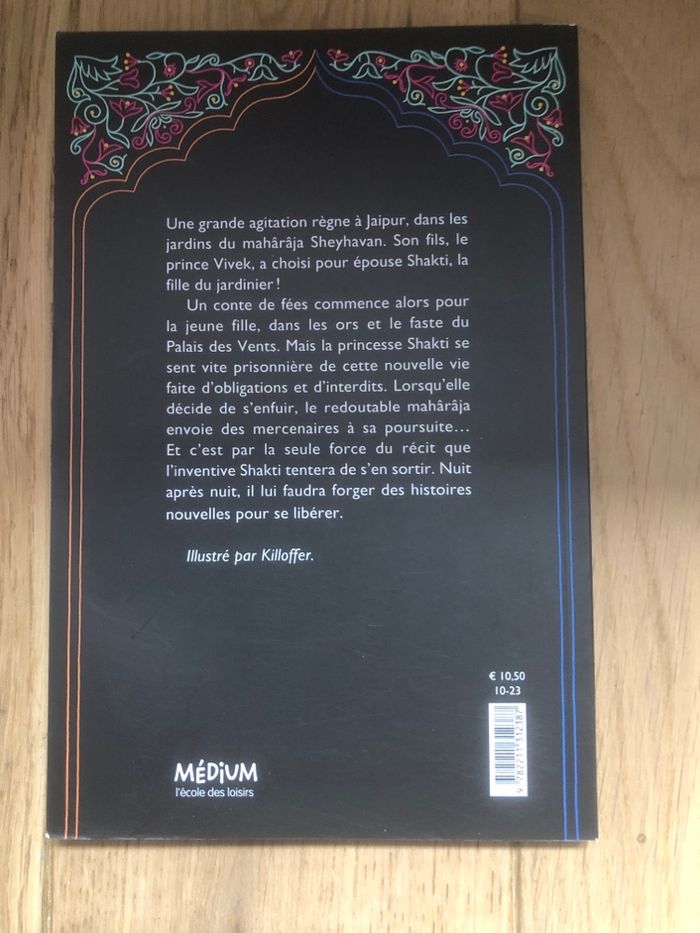 Une grande agitation règne à Jaipur, dans les
jardins du mahârâja Sheyhavan. Son fils, le
prince Vivek, a choisi pour épouse Shakti, la
fille du jardinier !
Un conte de fées commence alors pour
la jeune fille, dans les ors et le faste du
Palais des Vents. Mais la princesse Shakti se
sent vite prisonnière de cette nouvelle vie
faite d'obligations et d'interdits. Lorsqu'elle
décide de s'enfuir, le redoutable mahârâja
envoie des mercenaires à sa poursuite…
Et c'est par la seule force du récit que
l'inventive Shakti tentera de s'en sortir. Nuit
après nuit, il lui faudra forger des histoires
nouvelles pour se libérer.
Illustré par Killoffer.
€ 10,50
10-23
9 782211 312387
MÉDiUM
l'école des loisirs